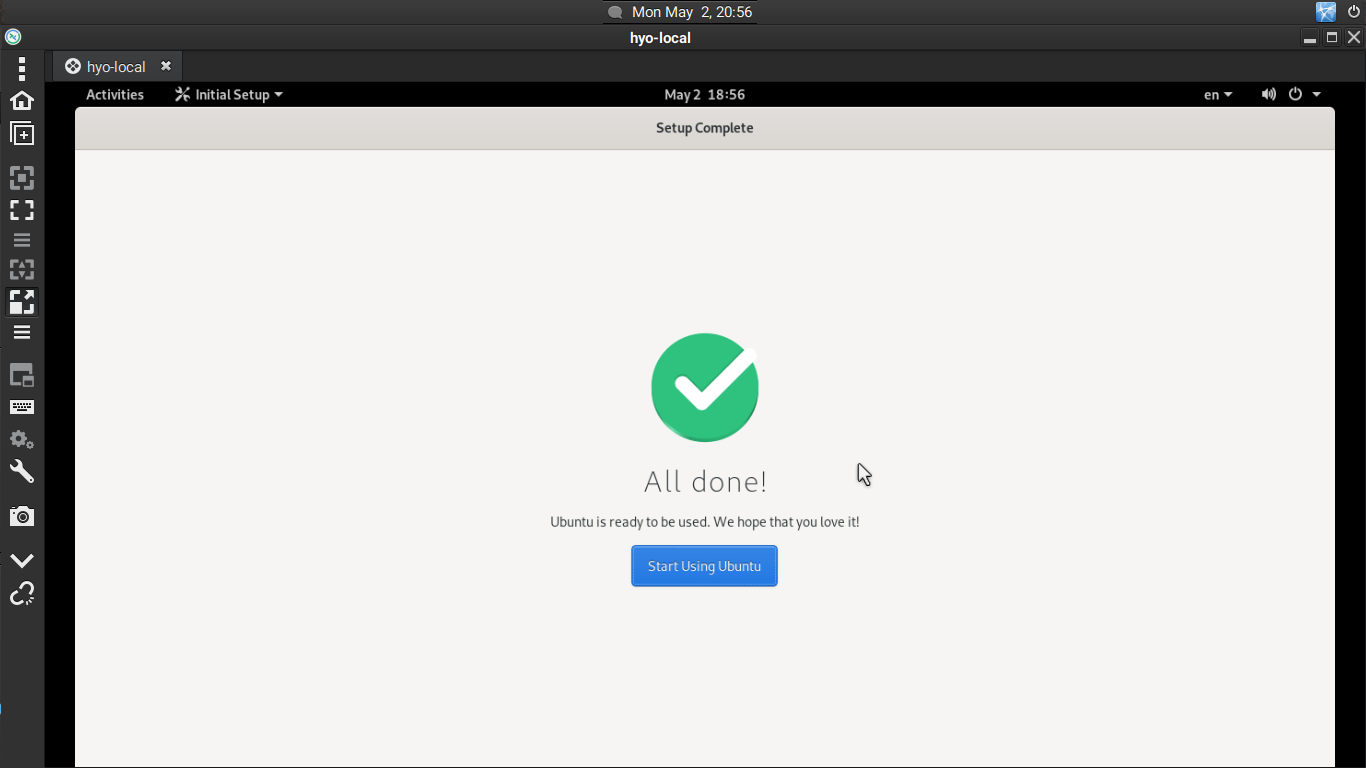 Mon May  2, 20:56
hyo-local
hyo-local
Activities
Initial Setup
May 2  18:56
en
Setup Complete
All done!
Ubuntu is ready to be used. We hope that you love it!
Start Using Ubuntu